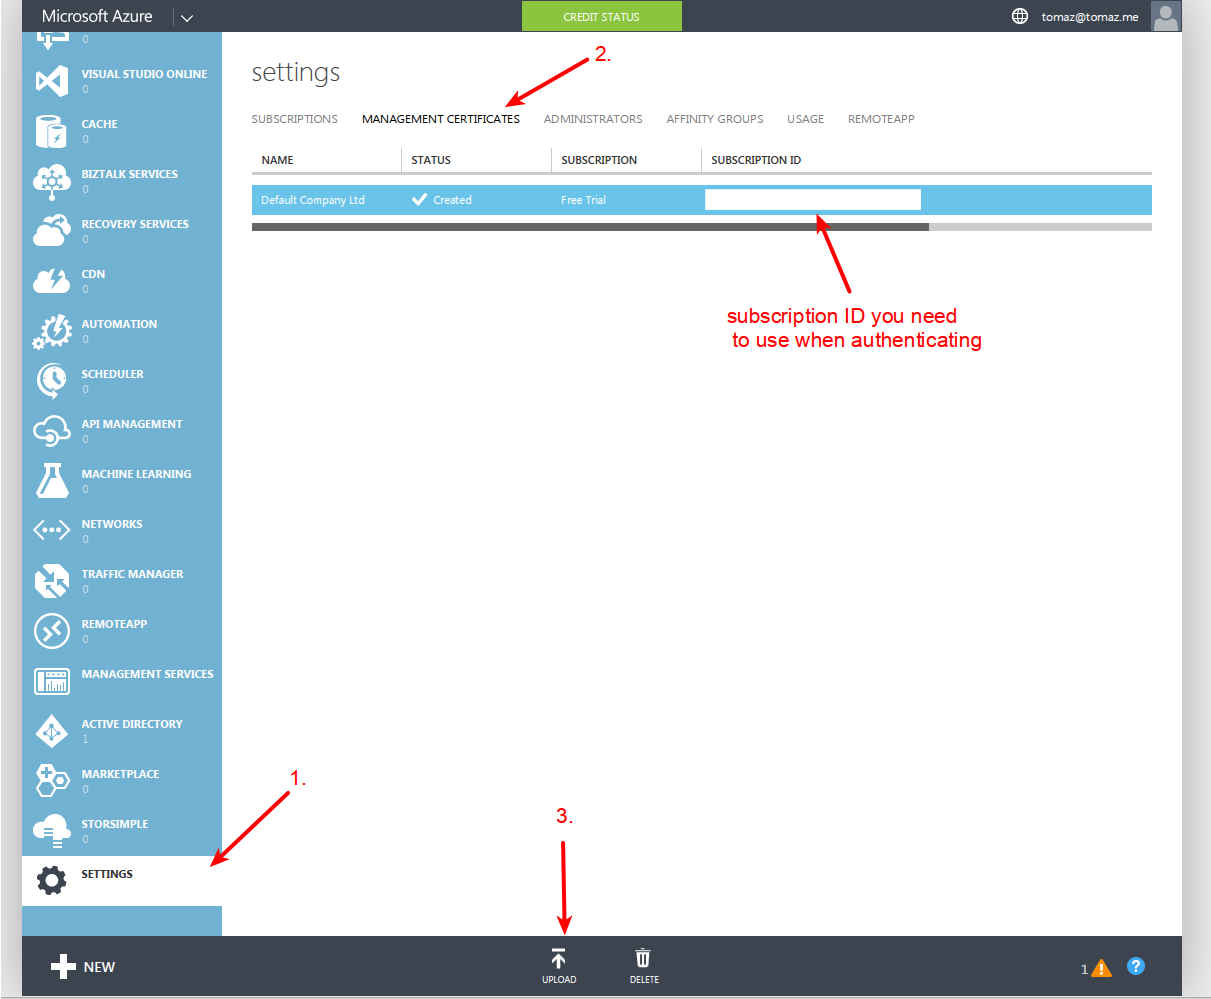 Microsoft Azure
CREDIT STATUS
tomaz@tomaz.me
0
VISUAL STUDIO ONLINE
0
CACHE
0
BIZTALK SERVICES
0
RECOVERY SERVICES
0
CDN
0
AUTOMATION
0
SCHEDULER
0
API MANAGEMENT
0
MACHINE LEARNING
0
NETWORKS
0
TRAFFIC MANAGER
0
REMOTEAPP
0
MANAGEMENT SERVICES
ACTIVE DIRECTORY
1
MARKETPLACE
0
STORSIMPLE
0
SETTINGS
1.
settings
2.
SUBSCRIPTIONS MANAGEMENT CERTIFICATES ADMINISTRATORS AFFINITY GROUPS USAGE REMOTEAPP
NAME STATUS SUBSCRIPTION SUBSCRIPTION ID
Default Company Ltd Created Free Trial
subscription ID you need
to use when authenticating
3.
NEW
UPLOAD
DELETE
1
?